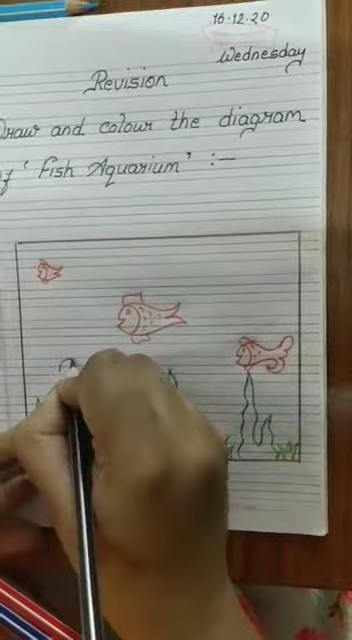 16.12.20
Wednesday
Revision
Draw and colour the diagram
of 'Fish Aquarium' :-